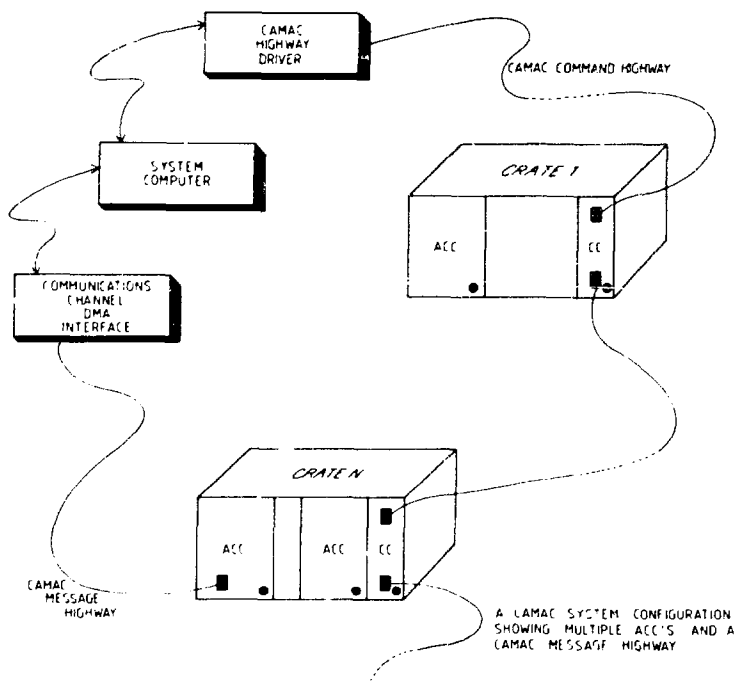 CAMAC
HIGHWAY
DRIVER
CAMAC COMMAND HIGHWAY
SYSTEM
COMPUTER
CRATE 1
ACC
CC
COMMUNICATIONS
CHANNEL
DMA
INTERFACE
CRATE N
ACC
ACC
CC
CAMAC
MESSAGE
HIGHWAY
A CAMAC SYSTEM CONFIGURATION
SHOWING MULTIPLE ACC'S AND A
CAMAC MESSAGE HIGHWAY